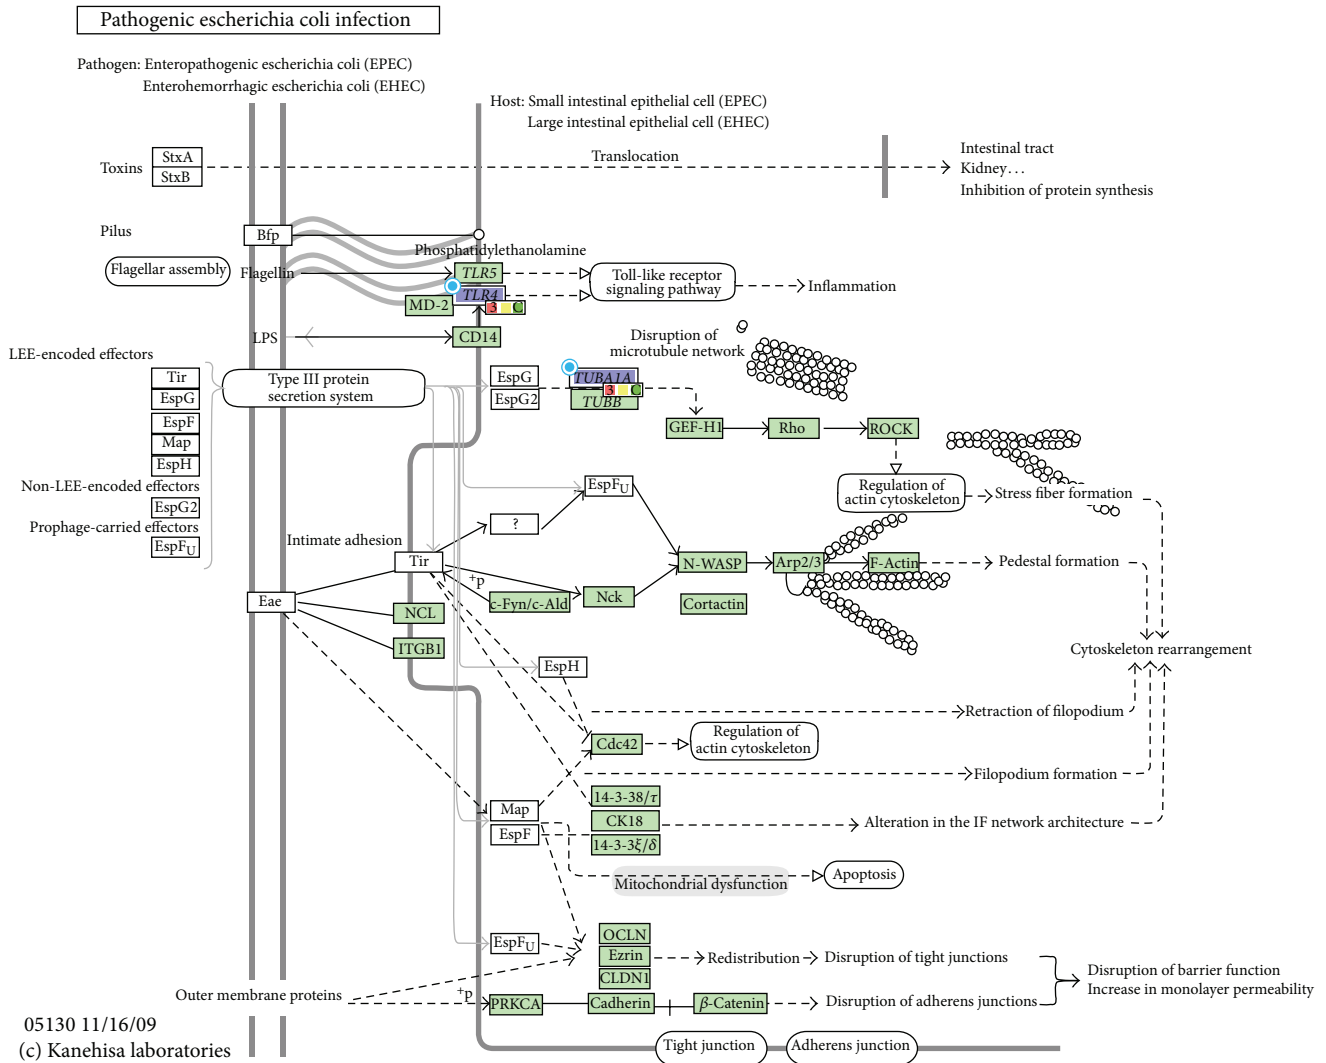 Pathogenic escherichia coli infection
Pathogen: Enteropathogenic escherichia coli (EPEC)
Enterohemorrhagic escherichia coli (EHEC)
Host: Small intestinal epithelial cell (EPEC)
Large intestinal epithelial cell (EHEC)
Toxins
StxA
StxB
Translocation
Intestinal tract
Kidney...
Inhibition of protein synthesis
Pilus
Bfp
Phosphatidylethanolamine
Flagellar assembly
Flagellin
TLR5
Toll-like receptor
signaling pathway
Inflammation
TLR4
MD-2
3 C
LPS
CD14
Disruption of
microtubule network
LEE-encoded effectors
Tir
EspG
EspF
Map
EspH
Non-LEE-encoded effectors
EspG2
Prophage-carried effectors
EspFU
Type III protein
secretion system
EspG
EspG2
TUBA1A
3 C
TUBB
GEF-H1
Rho
ROCK
Regulation of
actin cytoskeleton
Stress fiber formation
EspFU
?
Intimate adhesion
Tir
+p
N-WASP
Arp2/3
F-Actin
Pedestal formation
Eae
NCL
c-Fyn/c-Ald
Nck
Cortactin
ITGB1
Cytoskeleton rearrangement
EspH
Retraction of filopodium
Cdc42
Regulation of
actin cytoskeleton
Filopodium formation
Map
EspF
14-3-38/τ
CK18
14-3-3ξ/δ
Alteration in the IF network architecture
Mitochondrial dysfunction
Apoptosis
EspFU
OCLN
Ezrin
CLDN1
Redistribution
Disruption of tight junctions
Disruption of barrier function
Increase in monolayer permeability
Outer membrane proteins
+p
PRKCA
Cadherin
β-Catenin
Disruption of adherens junctions
05130 11/16/09
(c) Kanehisa laboratories
Tight junction
Adherens junction